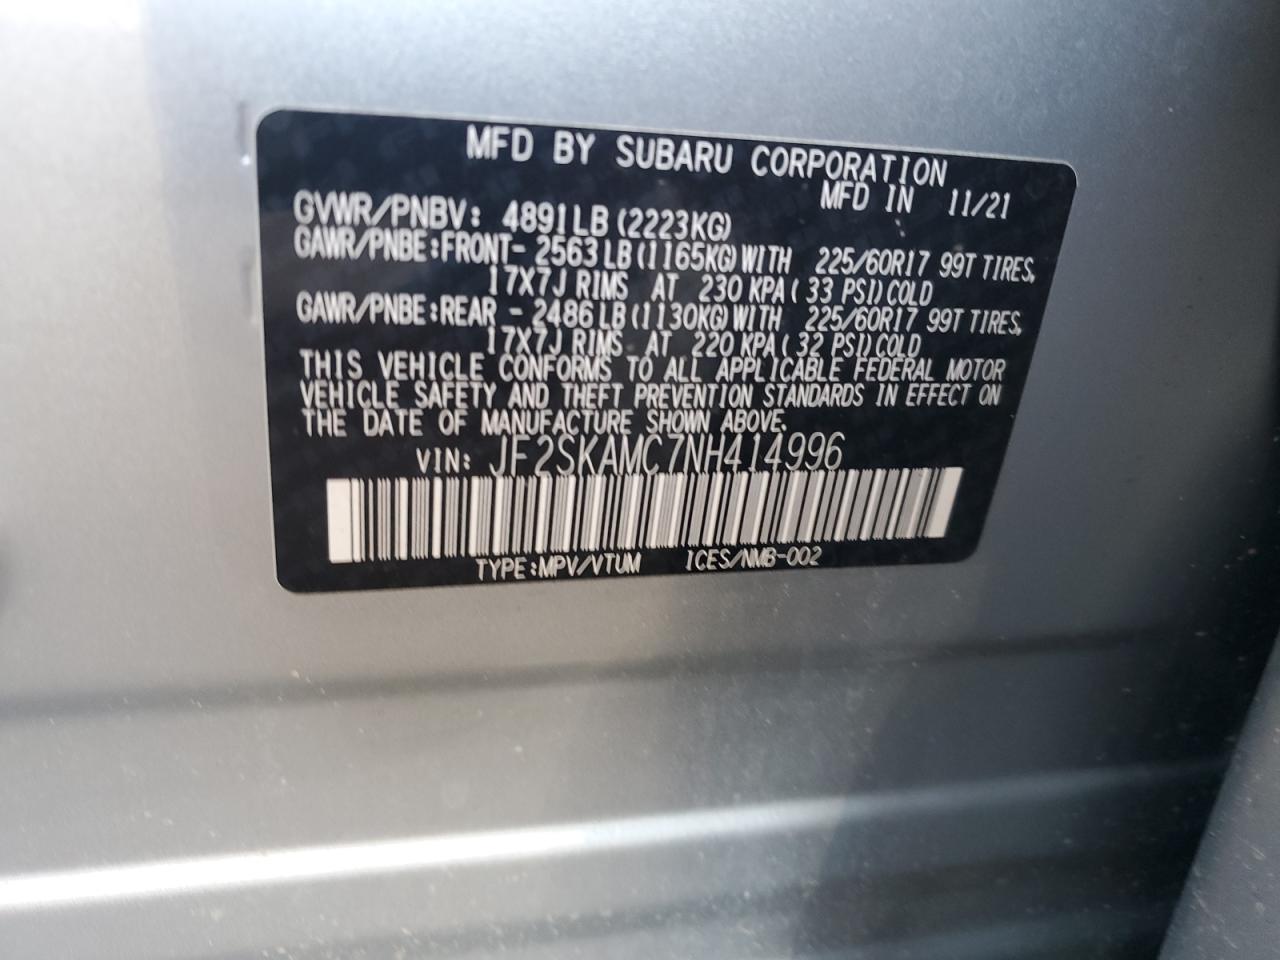 MFD BY SUBARU CORPORATION
MFD IN 11/21
GVWR/PNBV: 4891LB (2223KG)
GAWR/PNBE:FRONT- 2563LB(1165KG)WITH 225/60R17 99T TIRES,
17X7J RIMS AT 230 KPA( 33 PSI)COLD
GAWR/PNBE:REAR - 2486LB(1130KG)WITH 225/60R17 99T TIRES,
17X7J RIMS AT 220 KPA( 32 PSI)COLD
THIS VEHICLE CONFORMS TO ALL APPLICABLE FEDERAL MOTOR
VEHICLE SAFETY AND THEFT PREVENTION STANDARDS IN EFFECT ON
THE DATE OF MANUFACTURE SHOWN ABOVE.
VIN: JF2SKAMC7NH414996
TYPE:MPV/VTUM ICES/NMB-002